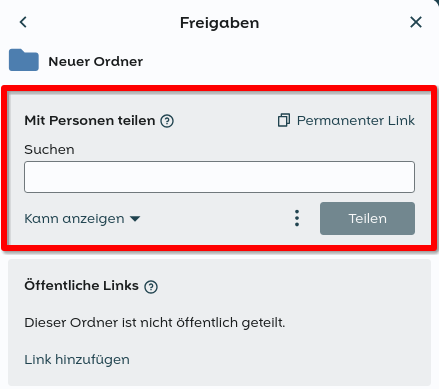 Freigaben
Neuer Ordner
Mit Personen teilen
Permanenter Link
Suchen
Kann anzeigen
Teilen
Öffentliche Links
Dieser Ordner ist nicht öffentlich geteilt.
Link hinzufügen